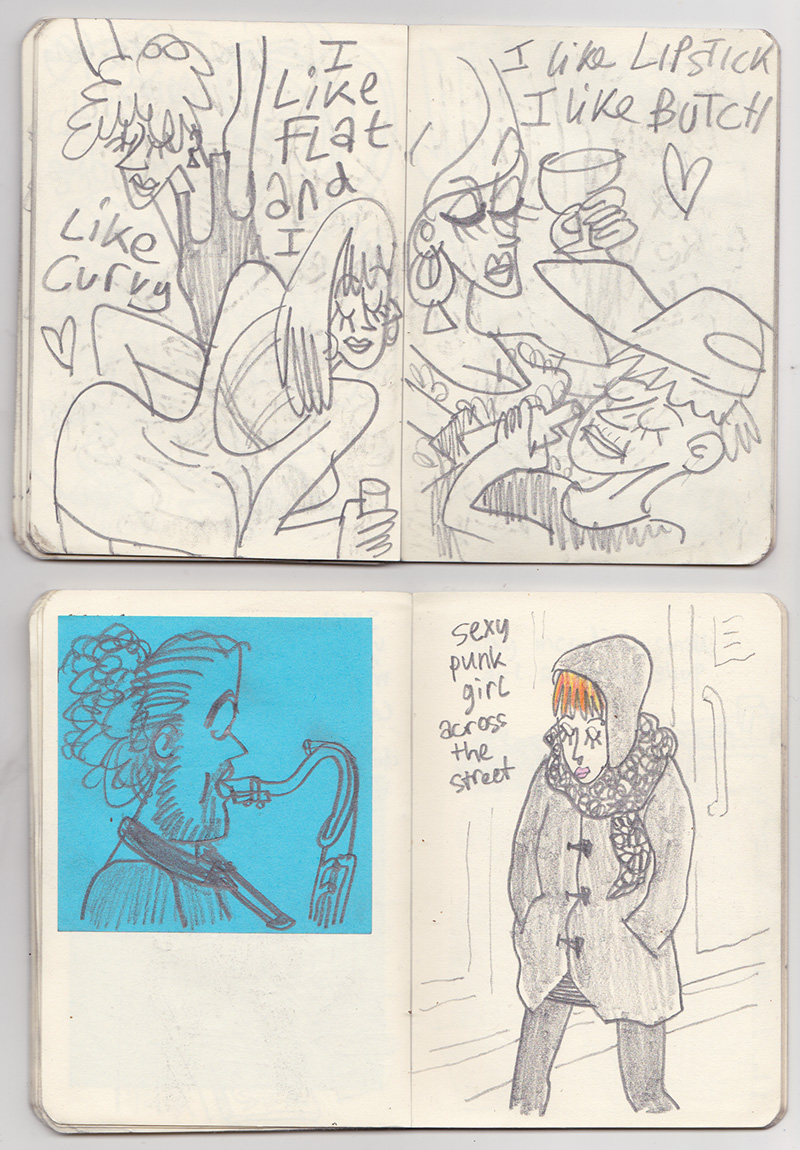 I
Like
FLat
and
I
Like
Curvy
I like LIPSTICK
I like BUTCH
sexy
punk
girl
across
the
street